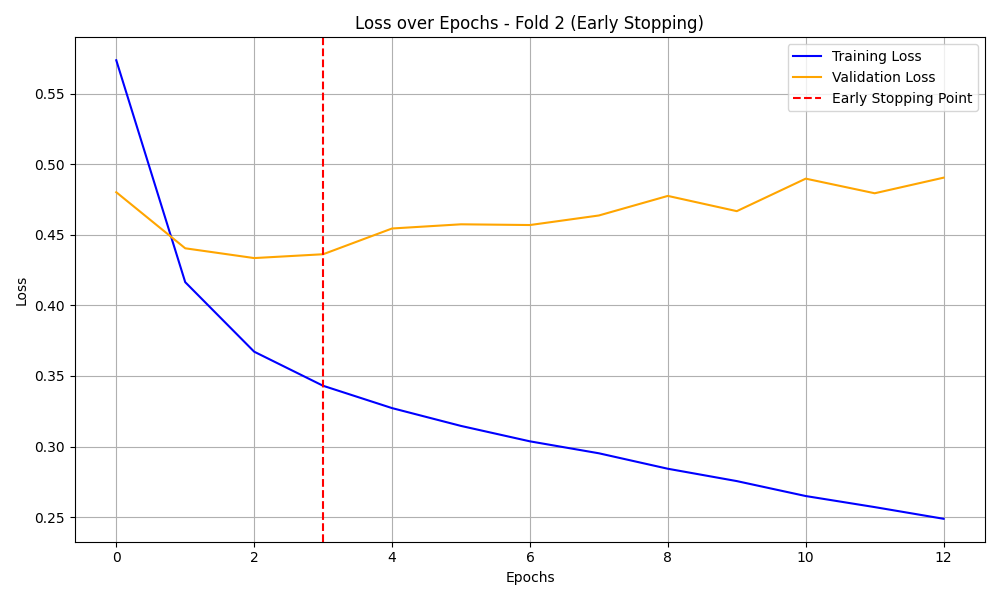 Loss over Epochs - Fold 2 (Early Stopping)
Training Loss
Validation Loss
Early Stopping Point
0.55
0.50
0.45
0.40
0.35
0.30
0.25
Loss
0 2 4 6 8 10 12
Epochs